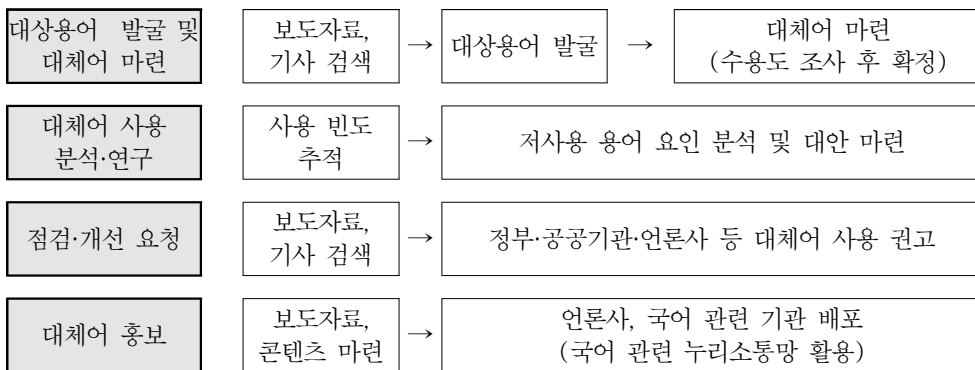 대상용어 발굴 및
대체어 마련
보도자료,
기사 검색
→
대상용어 발굴
→
대체어 마련
(수용도 조사 후 확정)
대체어 사용
분석·연구
사용 빈도
추적
→
저사용 용어 요인 분석 및 대안 마련
점검·개선 요청
보도자료,
기사 검색
→
정부·공공기관·언론사 등 대체어 사용 권고
대체어 홍보
보도자료,
콘텐츠 마련
→
언론사, 국어 관련 기관 배포
(국어 관련 누리소통망 활용)